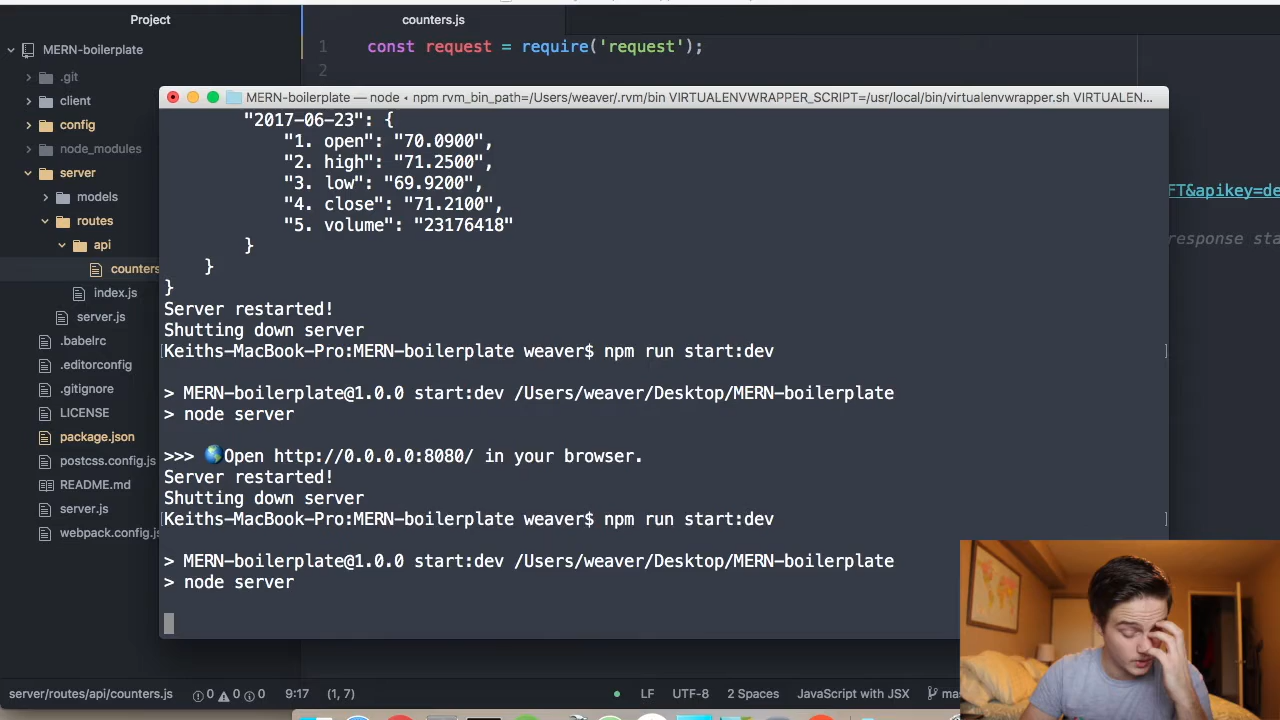 Project
counters.js
MERN-boilerplate
.git
client
config
node_modules
server
models
routes
api
counters
index.js
server.js
.babelrc
.editorconfig
.gitignore
LICENSE
package.json
postcss.config.js
README.md
server.js
webpack.config.js
1 const request = require('request');
2
FT&apikey=de
response sta
MERN-boilerplate — node • npm rvm_bin_path=/Users/weaver/.rvm/bin VIRTUALENVWRAPPER_SCRIPT=/usr/local/bin/virtualenvwrapper.sh VIRTUALEN...
"2017-06-23": {
"1. open": "70.0900",
"2. high": "71.2500",
"3. low": "69.9200",
"4. close": "71.2100",
"5. volume": "23176418"
}
}
}
Server restarted!
Shutting down server
[Keiths-MacBook-Pro:MERN-boilerplate weaver$ npm run start:dev ]
> MERN-boilerplate@1.0.0 start:dev /Users/weaver/Desktop/MERN-boilerplate
> node server
>>> 🌎Open http://0.0.0.0:8080/ in your browser.
Server restarted!
Shutting down server
[Keiths-MacBook-Pro:MERN-boilerplate weaver$ npm run start:dev ]
> MERN-boilerplate@1.0.0 start:dev /Users/weaver/Desktop/MERN-boilerplate
> node server
server/routes/api/counters.js 0 0 0 9:17 (1, 7) LF UTF-8 2 Spaces JavaScript with JSX mas